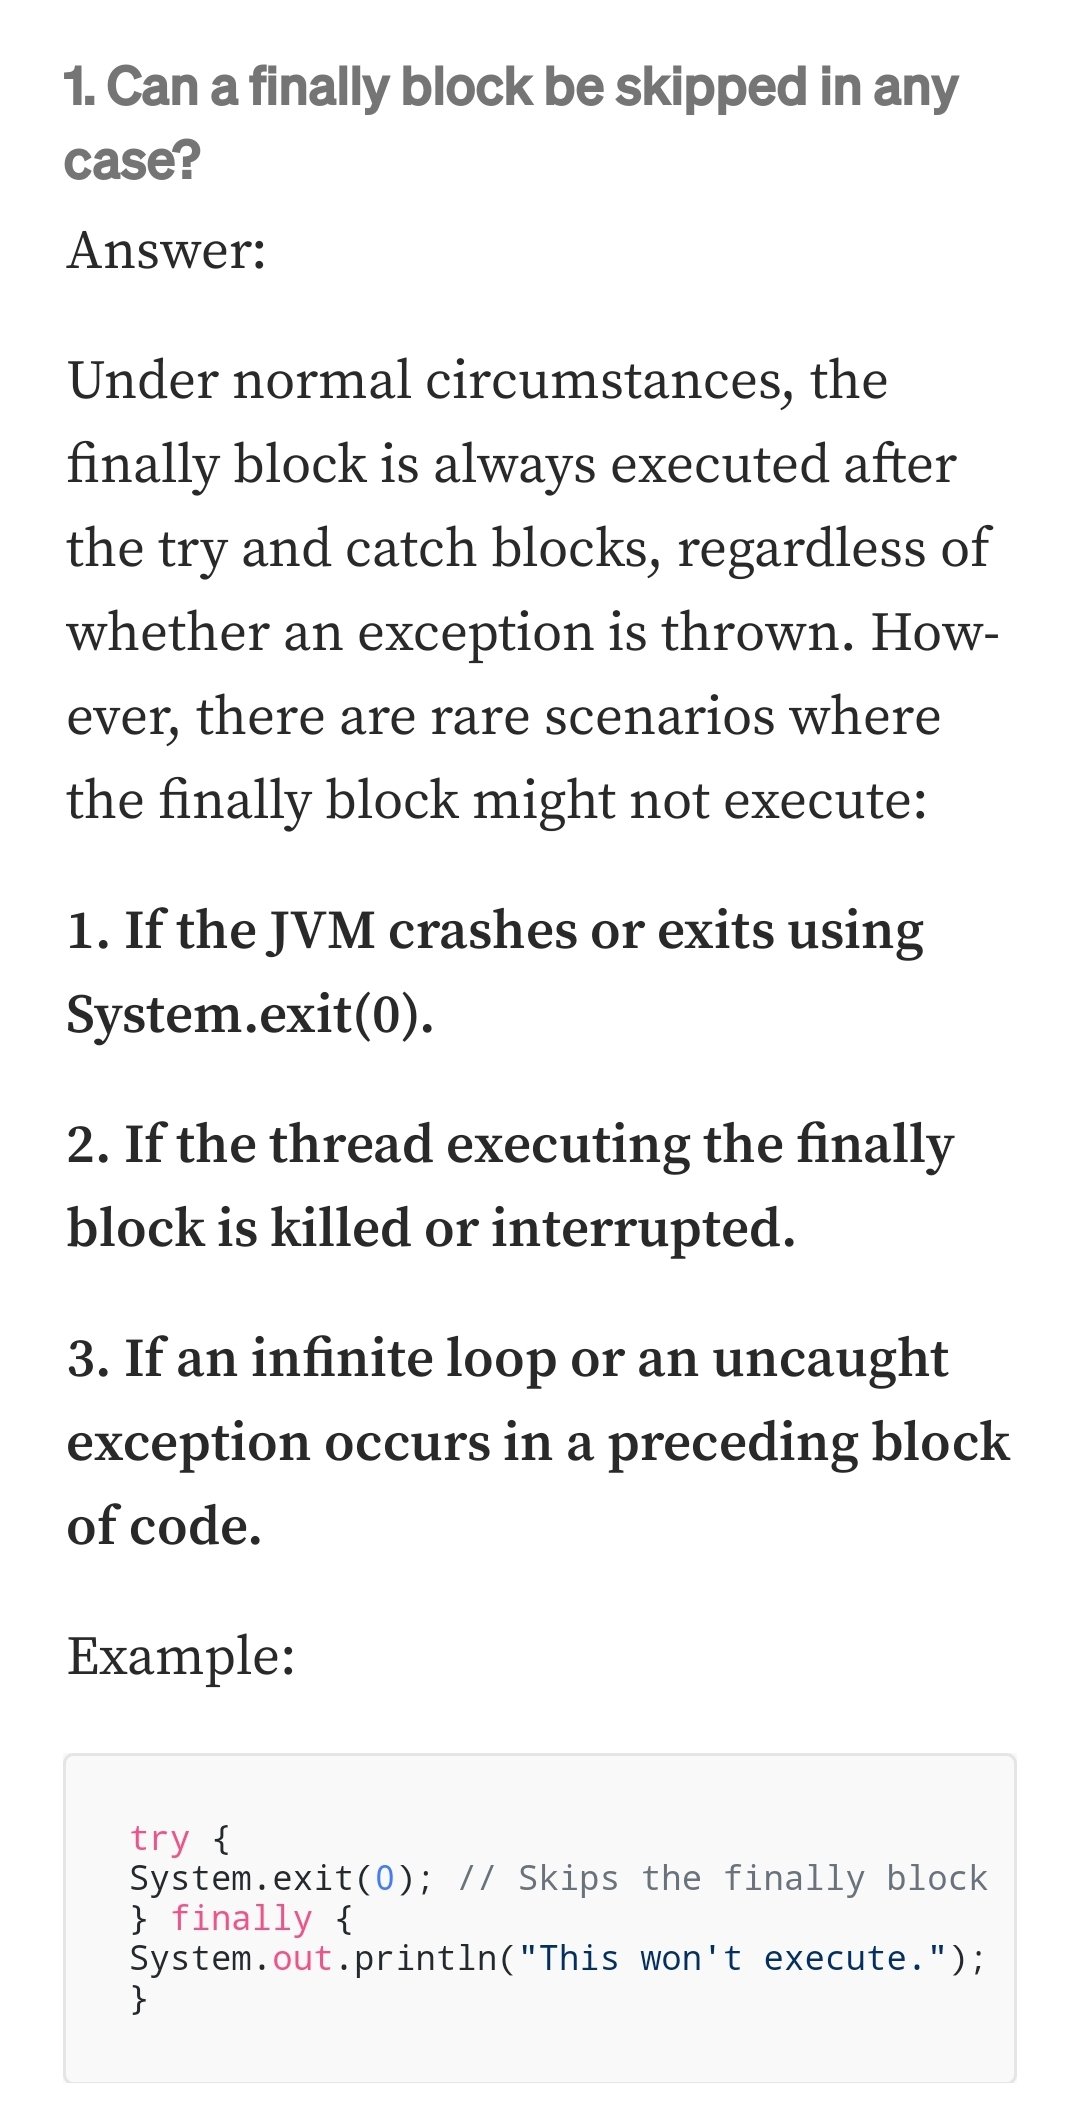 1. Can a finally block be skipped in any
case?
Answer:
Under normal circumstances, the
finally block is always executed after
the try and catch blocks, regardless of
whether an exception is thrown. How-
ever, there are rare scenarios where
the finally block might not execute:
1. If the JVM crashes or exits using
System.exit(0).
2. If the thread executing the finally
block is killed or interrupted.
3. If an infinite loop or an uncaught
exception occurs in a preceding block
of code.
Example:
try {
System.exit(0); // Skips the finally block
} finally {
System.out.println("This won't execute.");
}